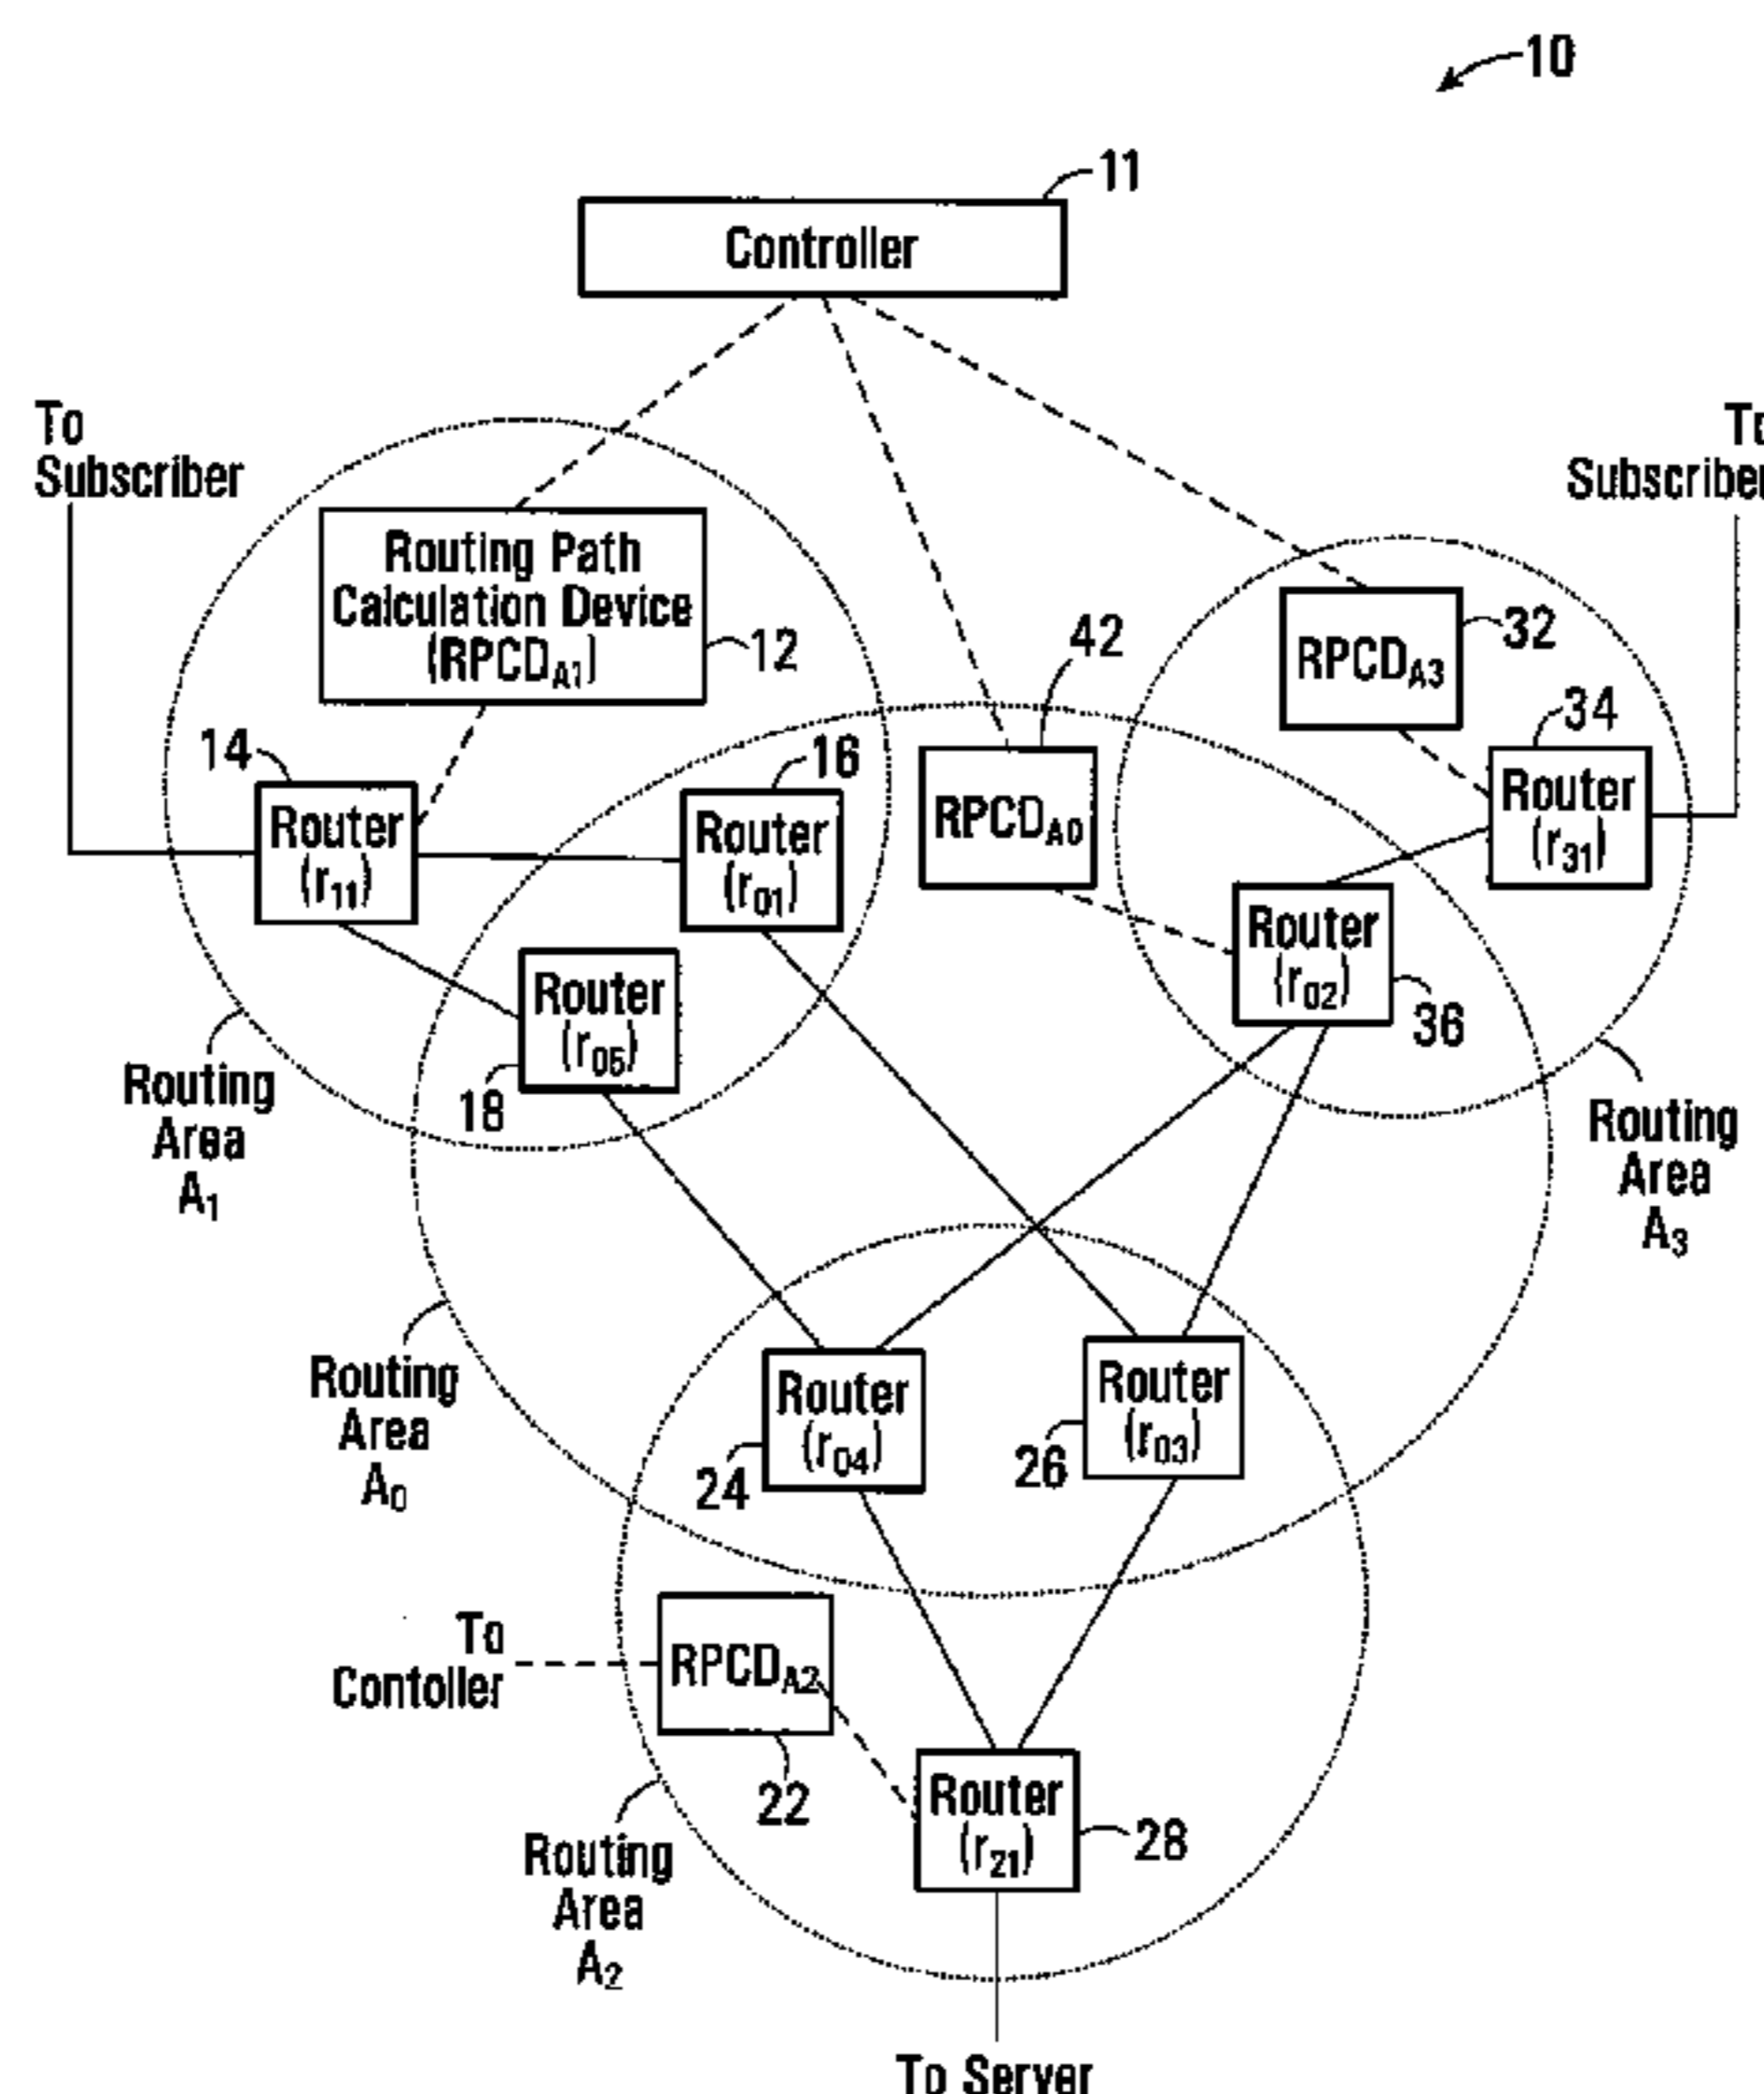 10
11
Controller
To
Subscriber
To
Subscriber
Routing Path
Calculation Device
(RPCDA1)
12
42
32
RPCDA3
34
14
16
Router
(r11)
Router
(r01)
RPCDA0
Router
(r31)
Router
(r02)
36
Router
(r05)
18
Routing
Area
A1
Routing
Area
A3
Router
(r04)
24
Router
(r03)
26
Routing
Area
A0
To
Contoller
RPCDA2
22
Router
(r21)
28
Routing
Area
A2
To Server